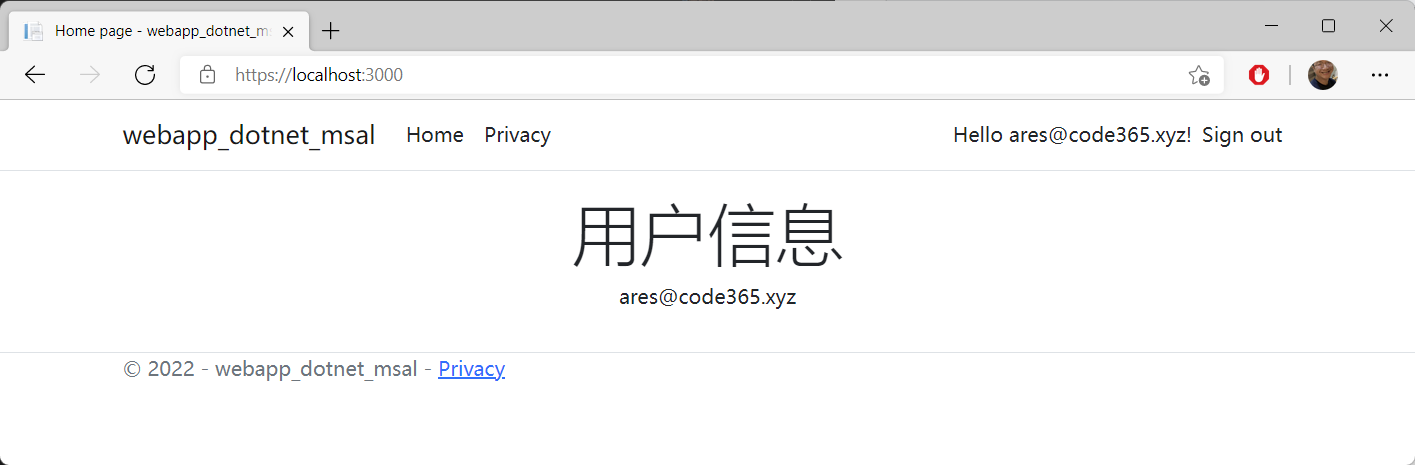 Home page - webapp_dotnet_m
https://localhost:3000
webapp_dotnet_msal Home Privacy Hello ares@code365.xyz! Sign out
用户信息
ares@code365.xyz
© 2022 - webapp_dotnet_msal - Privacy